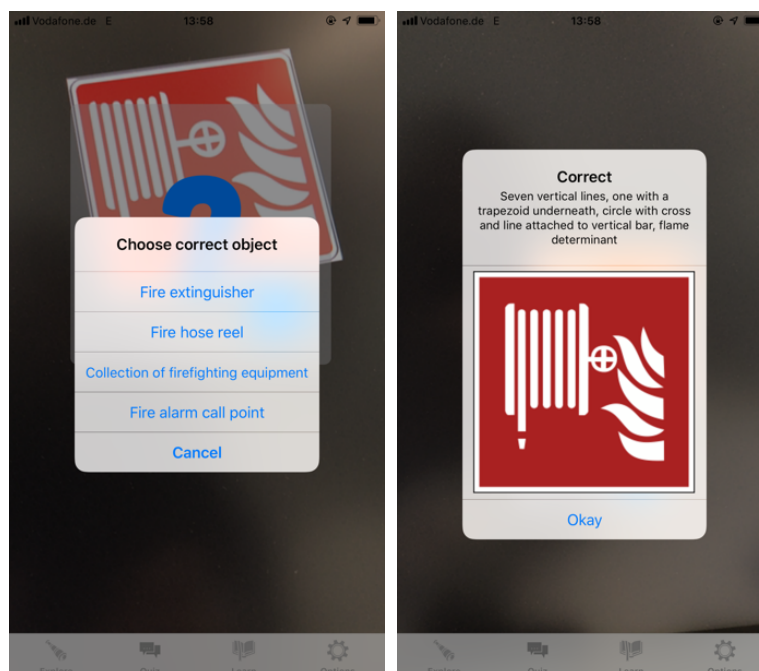 Vodafone.de E 13:58
Choose correct object
Fire extinguisher
Fire hose reel
Collection of firefighting equipment
Fire alarm call point
Cancel
Vodafone.de E 13:58
Correct
Seven vertical lines, one with a
trapezoid underneath, circle with cross
and line attached to vertical bar, flame
determinant
Okay